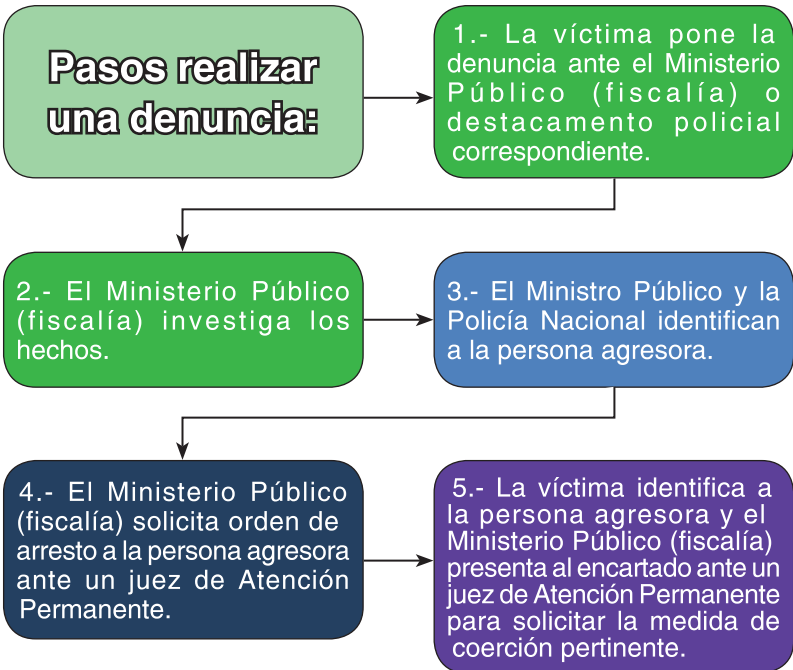 Pasos realizar
una denuncia:
1.- La víctima pone la
denuncia ante el Ministerio
Público (fiscalía) o
destacamento policial
correspondiente.
2.- El Ministerio Público
(fiscalía) investiga los
hechos.
3.- El Ministro Público y la
Policía Nacional identifican
a la persona agresora.
4.- El Ministerio Público
(fiscalía) solicita orden de
arresto a la persona agresora
ante un juez de Atención
Permanente.
5.- La víctima identifica a
la persona agresora y el
Ministerio Público (fiscalía)
presenta al encartado ante un
juez de Atención Permanente
para solicitar la medida de
coerción pertinente.